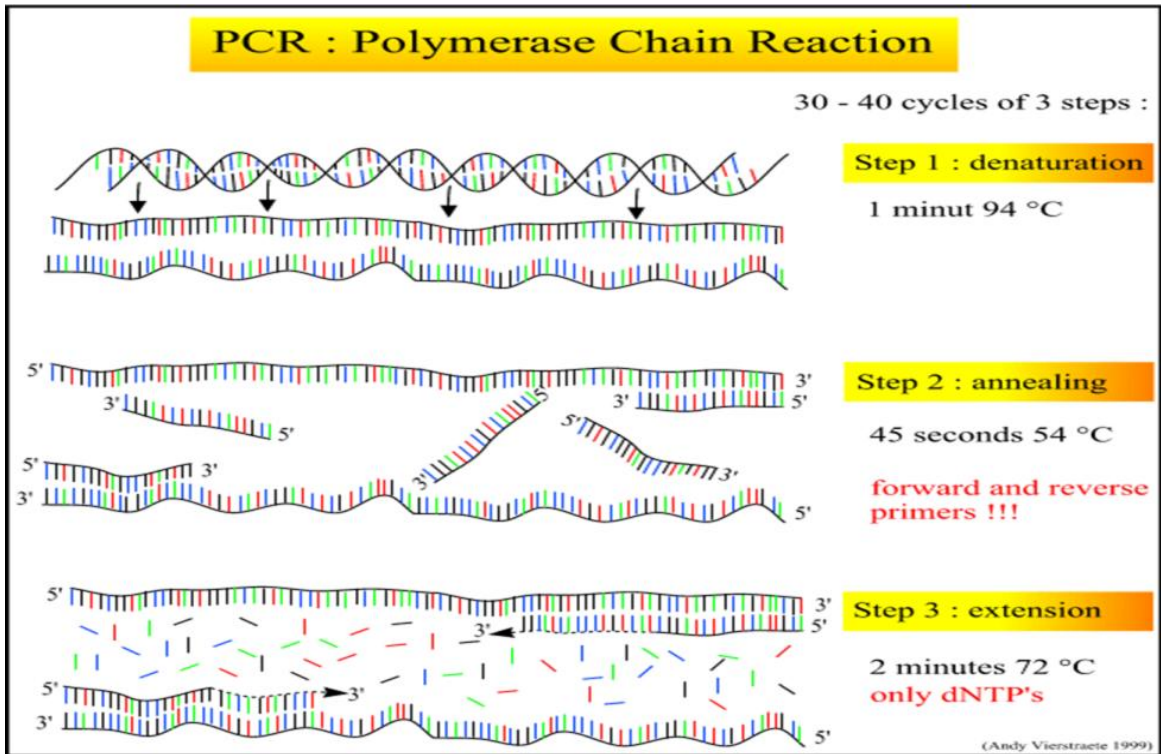 PCR : Polymerase Chain Reaction
30 - 40 cycles of 3 steps :
Step 1 : denaturation
1 minut 94 °C
5'
3'
Step 2 : annealing
3'
5'
3'
5'
5'
45 seconds 54 °C
5'
3'
3'
3'
3'
5'
forward and reverse
primers !!!
5'
3'
Step 3 : extension
3'
5'
2 minutes 72 °C
5'
3'
only dNTP's
3'
5'
(Andy Vierstraete 1999)